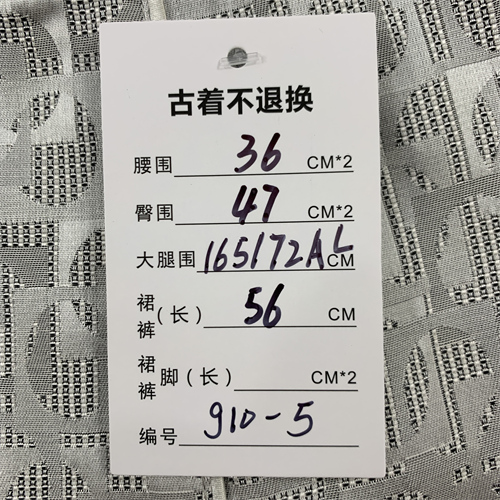 古着不退换
腰围 36 CM*2
臀围 47 CM*2
大腿围 165/72A L CM
裙裤(长) 56 CM
裙裤脚(长) CM*2
编号 910-5